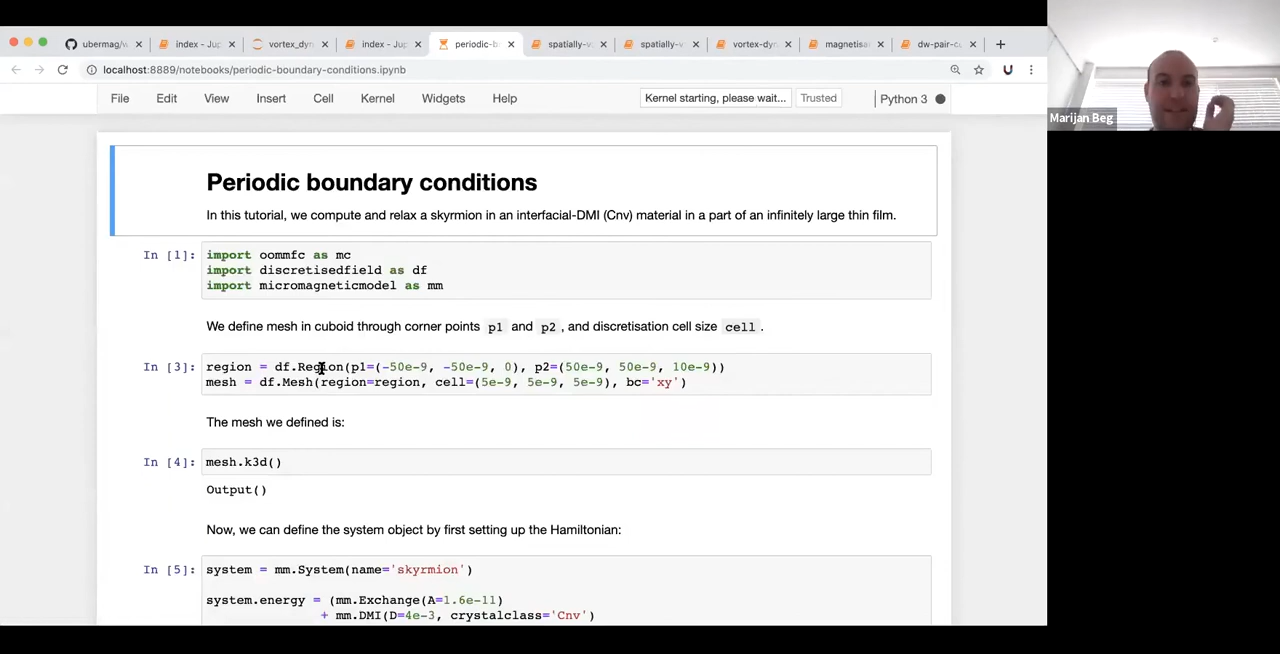 ubermag/w
index - Jup
vortex_dyn
index - Jup
periodic-b
spatially-v
spatially-v
vortex-dyn
magnetisa
dw-pair-c
localhost:8889/notebooks/periodic-boundary-conditions.ipynb
File Edit View Insert Cell Kernel Widgets Help
Kernel starting, please wait...
Trusted
Python 3
Marijan Beg
Periodic boundary conditions
In this tutorial, we compute and relax a skyrmion in an interfacial-DMI (Cnv) material in a part of an infinitely large thin film.
In [1]: import oommfc as mc
import discretisedfield as df
import micromagneticmodel as mm
We define mesh in cuboid through corner points p1 and p2 , and discretisation cell size cell .
In [3]: region = df.Region(p1=(-50e-9, -50e-9, 0), p2=(50e-9, 50e-9, 10e-9))
mesh = df.Mesh(region=region, cell=(5e-9, 5e-9, 5e-9), bc='xy')
The mesh we defined is:
In [4]: mesh.k3d()
Output()
Now, we can define the system object by first setting up the Hamiltonian:
In [5]: system = mm.System(name='skyrmion')
system.energy = (mm.Exchange(A=1.6e-11)
+ mm.DMI(D=4e-3, crystalclass='Cnv')